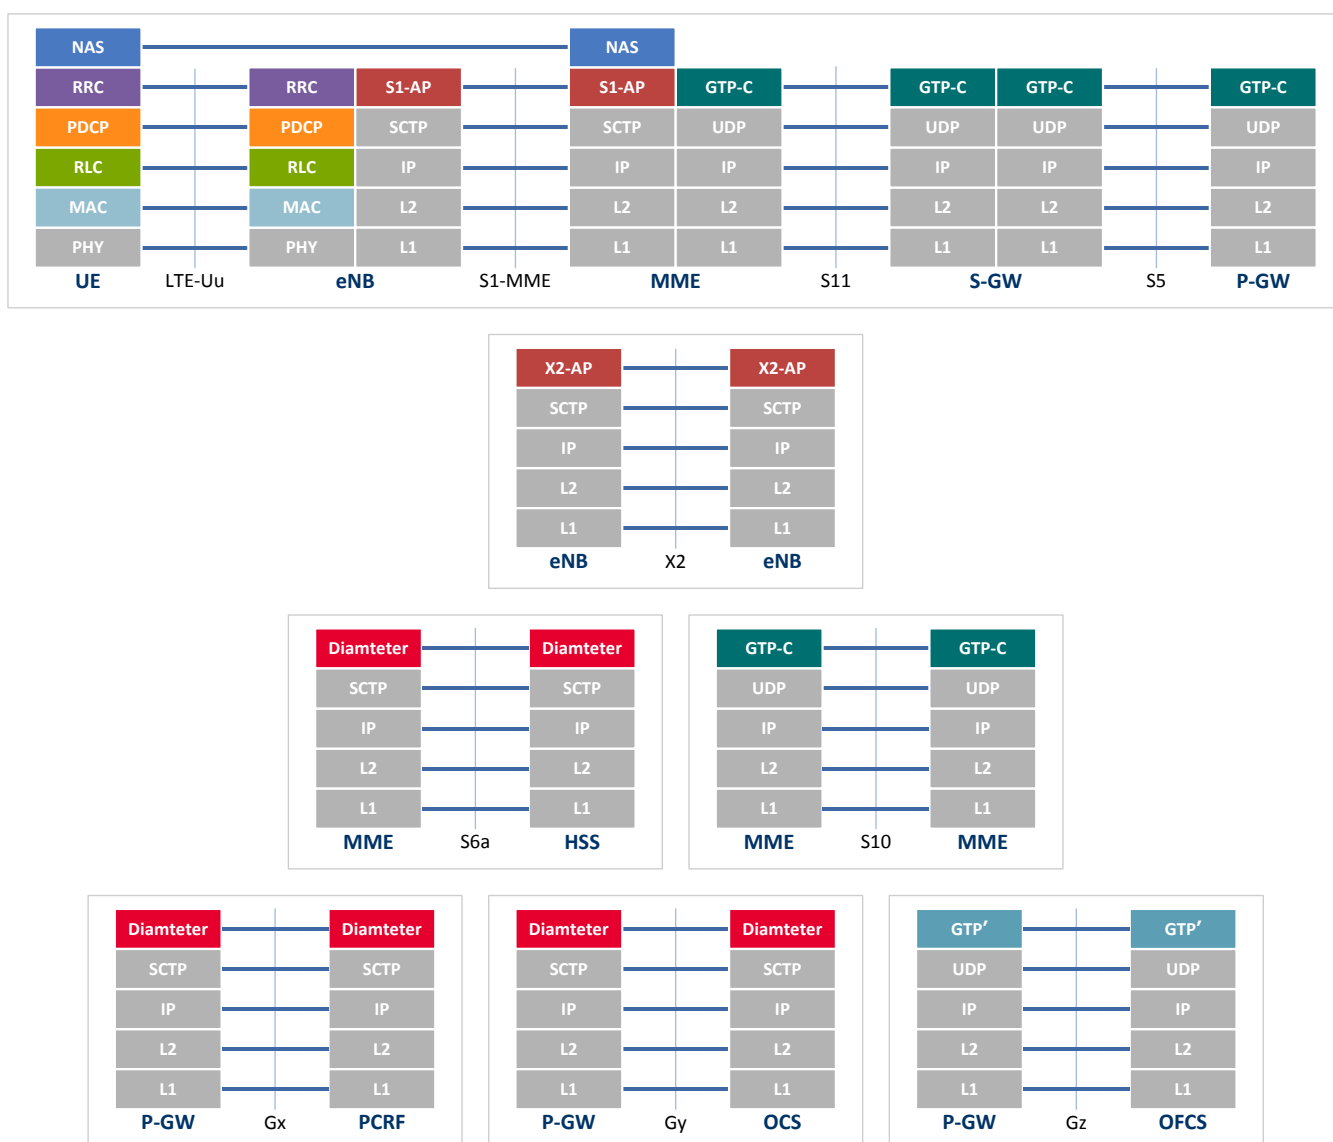 NAS NAS
RRC RRC S1-AP S1-AP GTP-C GTP-C GTP-C GTP-C
PDCP PDCP SCTP SCTP UDP UDP UDP UDP
RLC RLC IP IP IP IP IP IP
MAC MAC L2 L2 L2 L2 L2 L2
PHY PHY L1 L1 L1 L1 L1 L1
UE LTE-Uu eNB S1-MME MME S11 S-GW S5 P-GW
X2-AP X2-AP
SCTP SCTP
IP IP
L2 L2
L1 L1
eNB X2 eNB
Diamteter Diamteter
SCTP SCTP
IP IP
L2 L2
L1 L1
MME S6a HSS
GTP-C GTP-C
UDP UDP
IP IP
L2 L2
L1 L1
MME S10 MME
Diamteter Diamteter
SCTP SCTP
IP IP
L2 L2
L1 L1
P-GW Gx PCRF
Diamteter Diamteter
SCTP SCTP
IP IP
L2 L2
L1 L1
P-GW Gy OCS
GTP′ GTP′
UDP UDP
IP IP
L2 L2
L1 L1
P-GW Gz OFCS